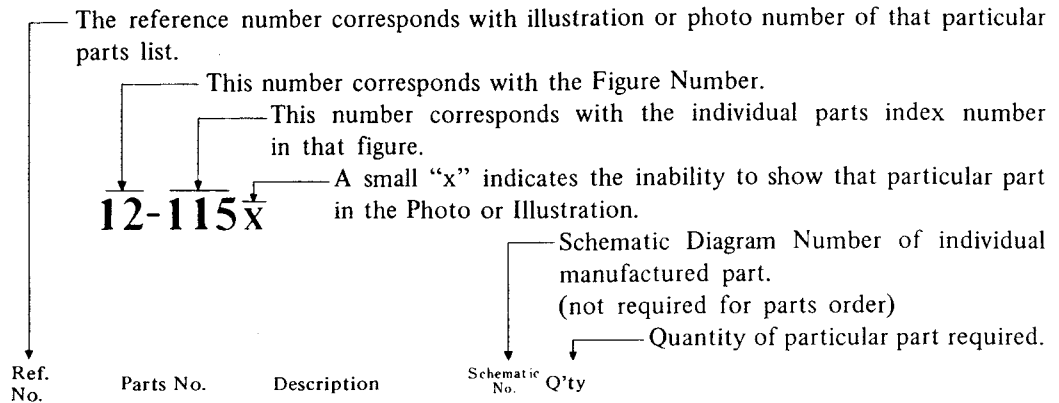 The reference number corresponds with illustration or photo number of that particular
parts list.
This number corresponds with the Figure Number.
This number corresponds with the individual parts index number
in that figure.
A small “x” indicates the inability to show that particular part
in the Photo or Illustration.
12-115x
Schematic Diagram Number of individual
manufactured part.
(not required for parts order)
Quantity of particular part required.
Ref.
No.
Parts No.
Description
Schematic
No.
Q'ty